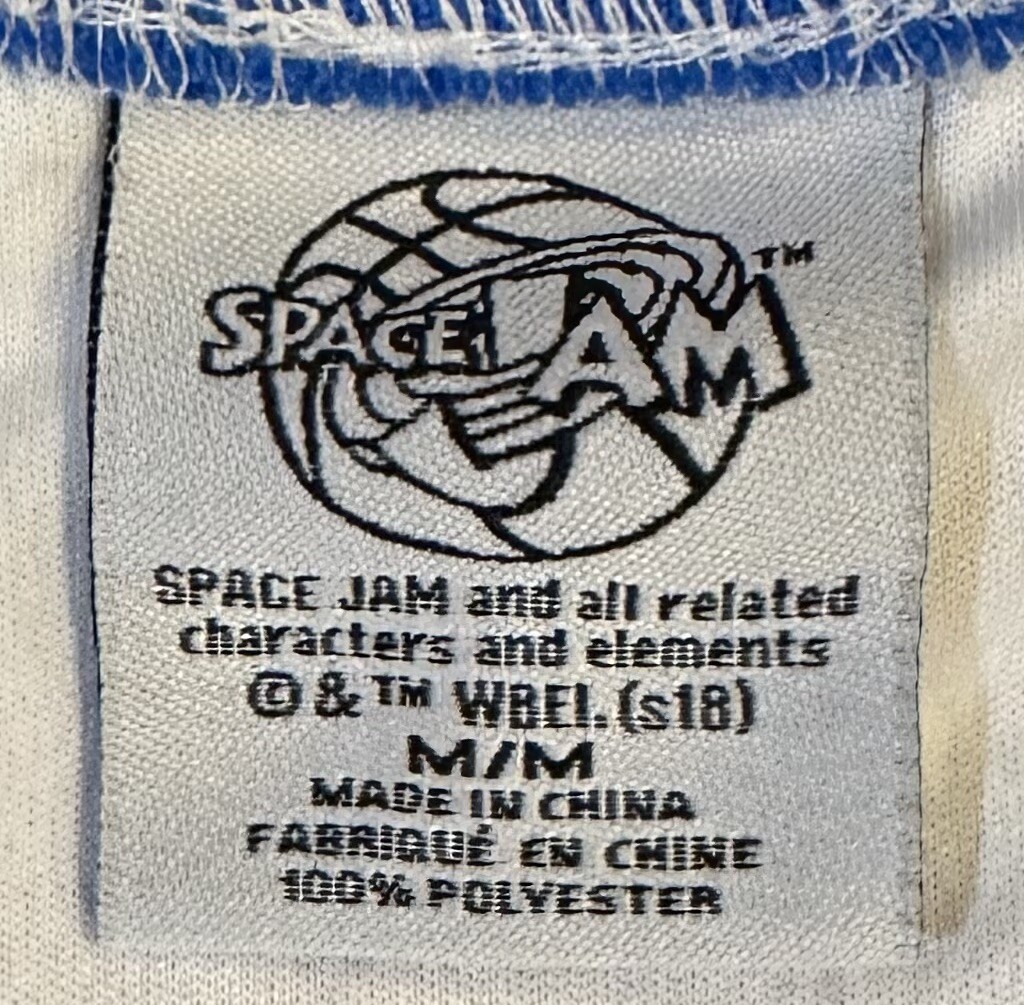 SPACE JAM™
SPACE JAM and all related
characters and elements
© & ™ WBEI. (s18)
M/M
MADE IN CHINA
FABRIQUÉ EN CHINE
100% POLYESTER